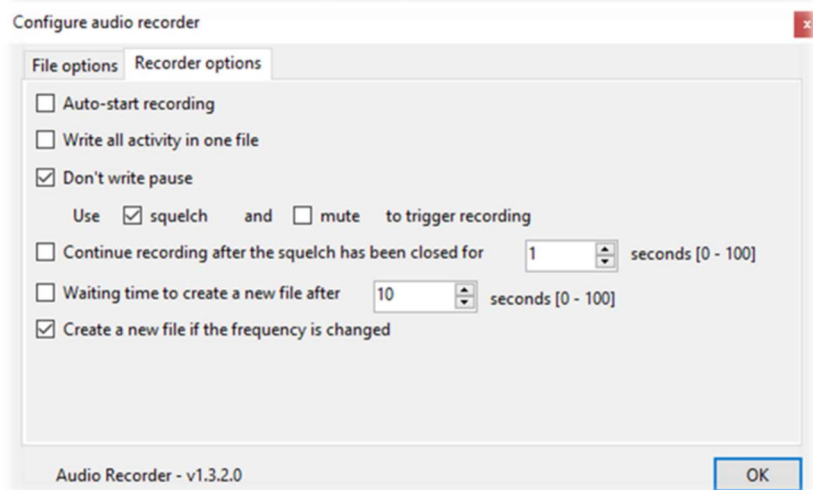 Configure audio recorder
x
File options Recorder options
Auto-start recording
Write all activity in one file
Don't write pause
Use squelch and mute to trigger recording
Continue recording after the squelch has been closed for 1 seconds [0 - 100]
Waiting time to create a new file after 10 seconds [0 - 100]
Create a new file if the frequency is changed
Audio Recorder - v1.3.2.0 OK